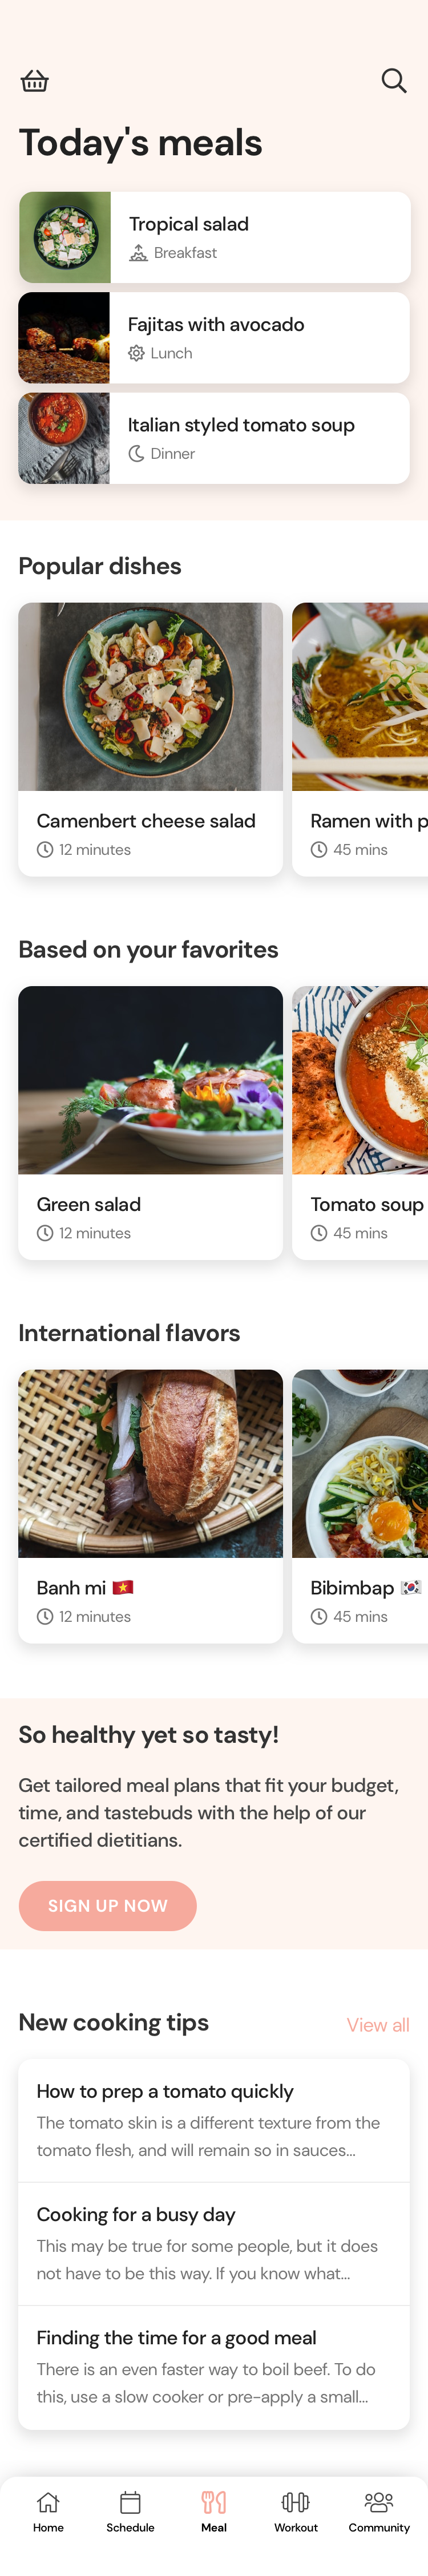 Today's meals
Tropical salad
Breakfast
Fajitas with avocado
Lunch
Italian styled tomato soup
Dinner
Popular dishes
Camenbert cheese salad
12 minutes
Ramen with p
45 mins
Based on your favorites
Green salad
12 minutes
Tomato soup
45 mins
International flavors
Banh mi 🇻🇳
12 minutes
Bibimbap 🇰🇷
45 mins
So healthy yet so tasty!
Get tailored meal plans that fit your budget,
time, and tastebuds with the help of our
certified dietitians.
SIGN UP NOW
New cooking tips
View all
How to prep a tomato quickly
The tomato skin is a different texture from the
tomato flesh, and will remain so in sauces...
Cooking for a busy day
This may be true for some people, but it does
not have to be this way. If you know what...
Finding the time for a good meal
There is an even faster way to boil beef. To do
this, use a slow cooker or pre-apply a small...
Home
Schedule
Meal
Workout
Community